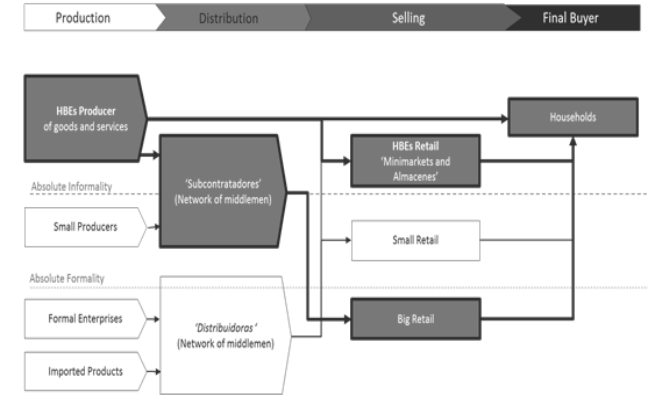 Production
Distribution
Selling
Final Buyer
HBEs Producer
of goods and services
Households
HBEs Retail
'Minimarkets and
Almacenes'
'Subcontratadores'
(Network of middlemen)
Absolute Informality
Small Producers
Small Retail
Absolute Formality
Formal Enterprises
'Distribuidoras'
(Network of middlemen)
Big Retail
Imported Products